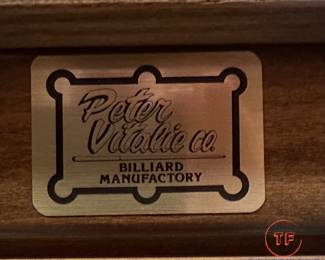 Peter
Vitalie co.
BILLIARD
MANUFACTORY
TF